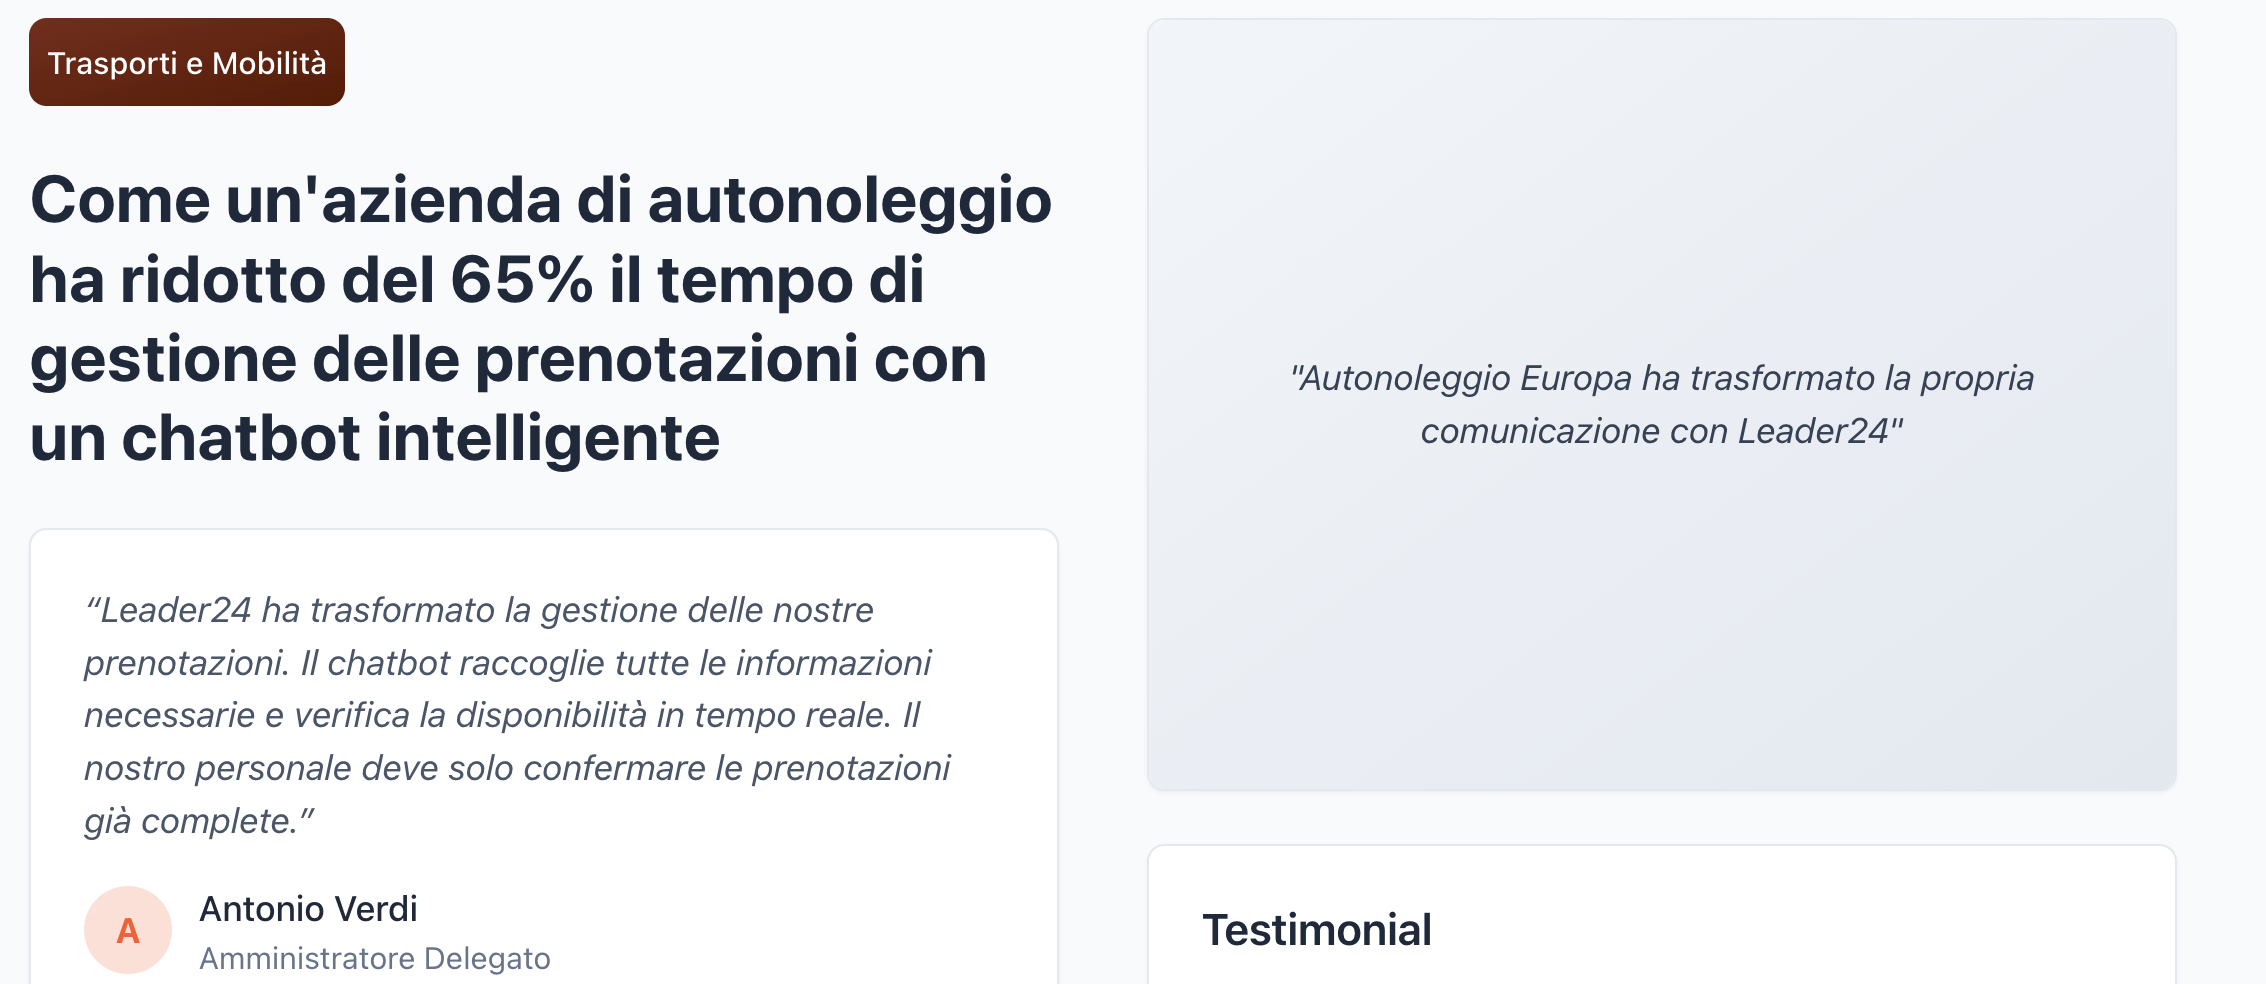 Trasporti e Mobilità
Come un'azienda di autonoleggio
ha ridotto del 65% il tempo di
gestione delle prenotazioni con
un chatbot intelligente
“Leader24 ha trasformato la gestione delle nostre
prenotazioni. Il chatbot raccoglie tutte le informazioni
necessarie e verifica la disponibilità in tempo reale. Il
nostro personale deve solo confermare le prenotazioni
già complete.”
A
Antonio Verdi
Amministratore Delegato
"Autonoleggio Europa ha trasformato la propria
comunicazione con Leader24"
Testimonial